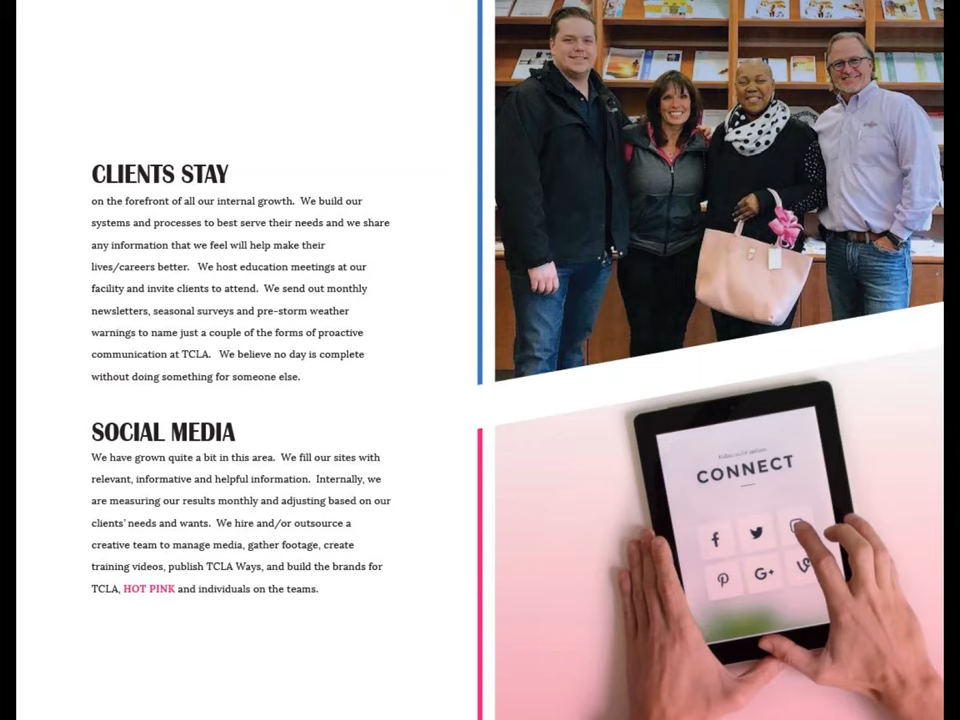 CLIENTS STAY
on the forefront of all our internal growth. We build our
systems and processes to best serve their needs and we share
any information that we feel will help make their
lives/careers better. We host education meetings at our
facility and invite clients to attend. We send out monthly
newsletters, seasonal surveys and pre-storm weather
warnings to name just a couple of the forms of proactive
communication at TCLA. We believe no day is complete
without doing something for someone else.
SOCIAL MEDIA
We have grown quite a bit in this area. We fill our sites with
relevant, informative and helpful information. Internally, we
are measuring our results monthly and adjusting based on our
clients' needs and wants. We hire and/or outsource a
creative team to manage media, gather footage, create
training videos, publish TCLA Ways, and build the brands for
TCLA, HOT PINK and individuals on the teams.
CONNECT
G+